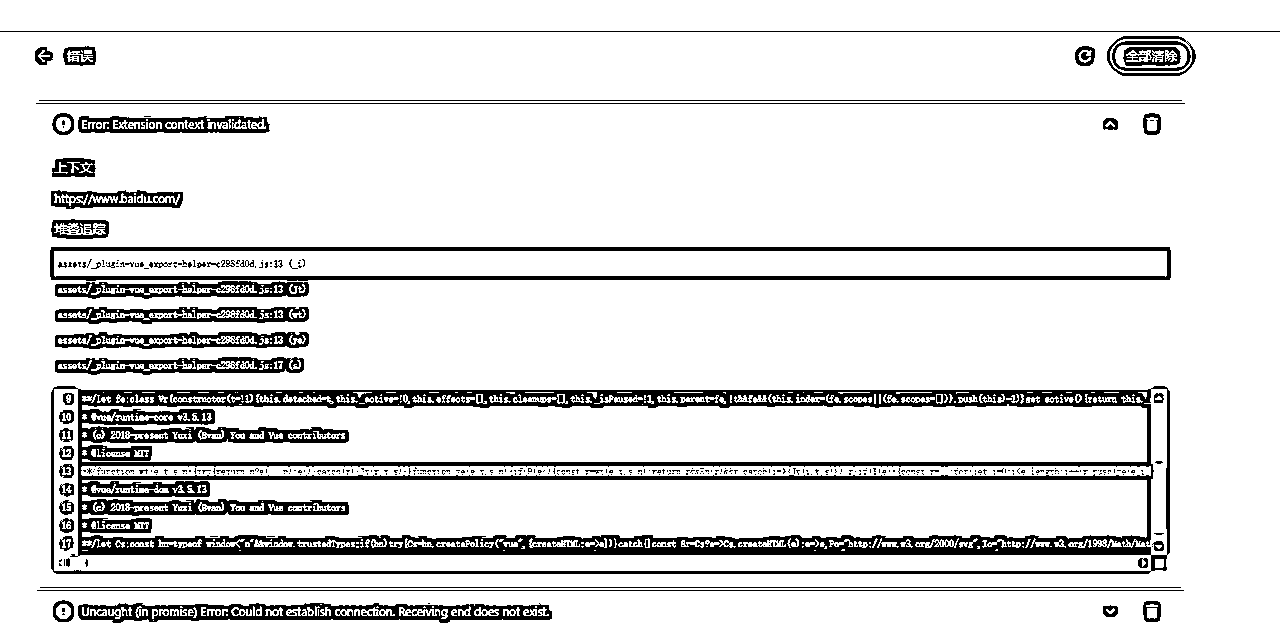 错误
全部清除
Error: Extension context invalidated.
上下文
https://www.baidu.com/
堆叠追踪
assets/_plugin-vue_export-helper-c298fd0d.js:13 (_i)
assets/_plugin-vue_export-helper-c298fd0d.js:13 (jt)
assets/_plugin-vue_export-helper-c298fd0d.js:13 (wt)
assets/_plugin-vue_export-helper-c298fd0d.js:13 (ye)
assets/_plugin-vue_export-helper-c298fd0d.js:17 (n)
9 **/let fe;class Vr{constructor(t=!1){this.detached=t,this._active=!0,this.effects=[],this.cleanups=[],this._isPaused=!1,this.parent=fe,!t&&fe&&(this.index=(fe.scopes||(fe.scopes=[])).push(this)-1)}get active(){return this.
10 * @vue/runtime-core v3.5.13
11 * (c) 2018-present Yuxi (Evan) You and Vue contributors
12 * @license MIT
13
14 * @vue/runtime-dom v3.5.13
15 * (c) 2018-present Yuxi (Evan) You and Vue contributors
16 * @license MIT
17 **/let Cs;const hn=typeof window<"u"&&window.trustedTypes;if(hn)try{Cs=hn.createPolicy("vue",{createHTML:e=>e})}catch{}const Sr=Cs?e=>Cs.createHTML(e):e=>e,Fo="http://www.w3.org/2000/svg",Io="http://www.w3.org/1998/Math/Mat
Uncaught (in promise) Error: Could not establish connection. Receiving end does not exist.